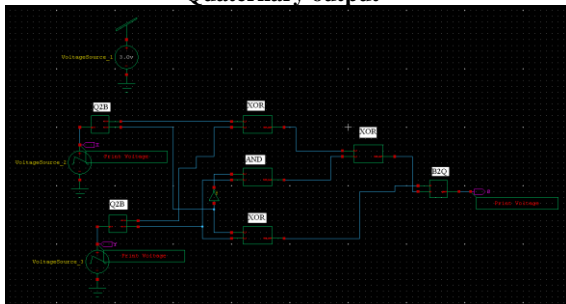 Quaternary output
VoltageSource_1
3.0v
Q2B
XOR
XOR
VoltageSource_2
Print Voltage
AND
B2Q
Print Voltage
Q2B
XOR
VoltageSource_3
Print Voltage